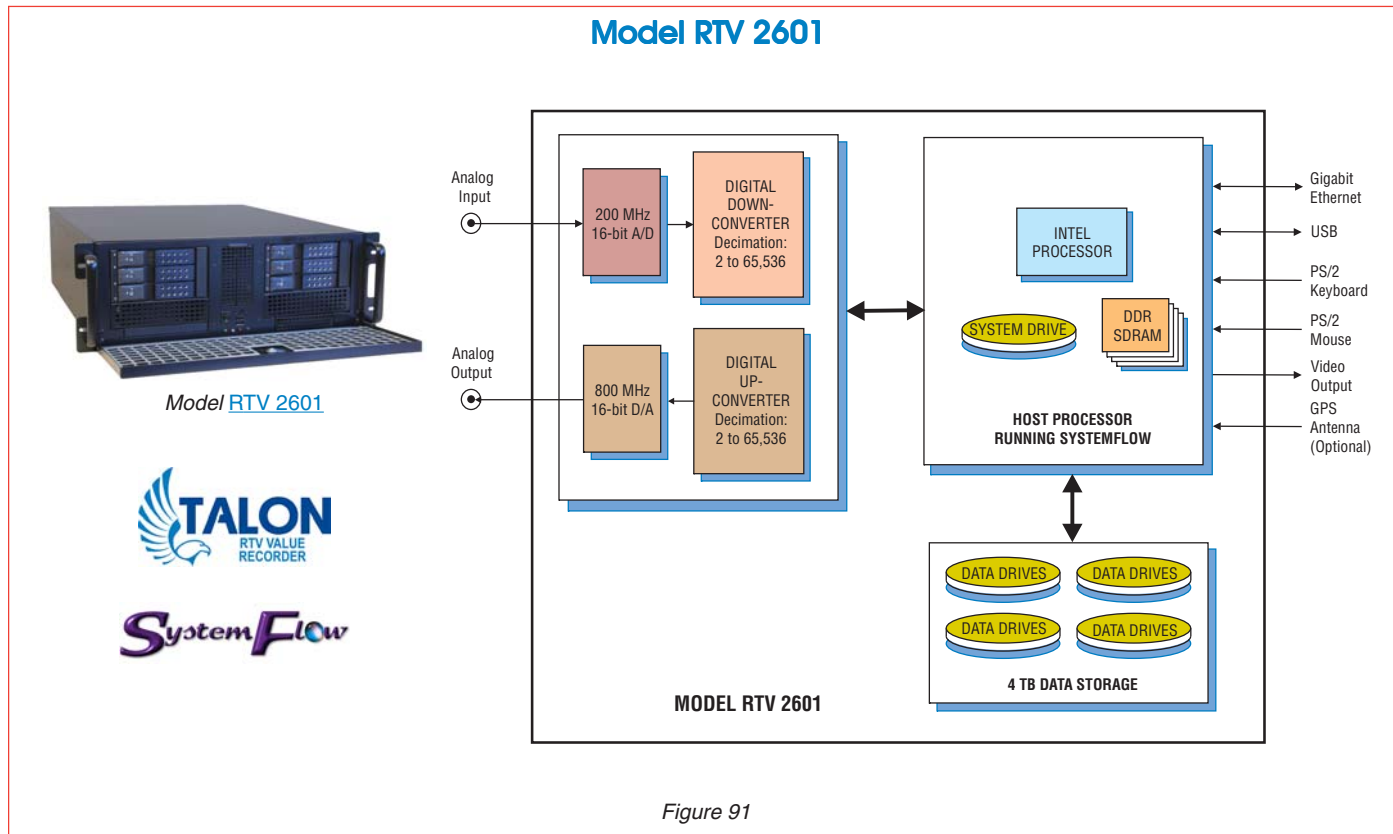 Model RTV 2601
Analog
Input
200 MHz
16-bit A/D
DIGITAL
DOWN-
CONVERTER
Decimation:
2 to 65,536
Analog
Output
800 MHz
16-bit D/A
DIGITAL
UP-
CONVERTER
Decimation:
2 to 65,536
INTEL
PROCESSOR
SYSTEM DRIVE
DDR
SDRAM
HOST PROCESSOR
RUNNING SYSTEMFLOW
Gigabit
Ethernet
USB
PS/2
Keyboard
PS/2
Mouse
Video
Output
GPS
Antenna
(Optional)
DATA DRIVES
DATA DRIVES
DATA DRIVES
DATA DRIVES
4 TB DATA STORAGE
MODEL RTV 2601
Model RTV 2601
TALON
RTV VALUE
RECORDER
SystemFlow
Figure 91